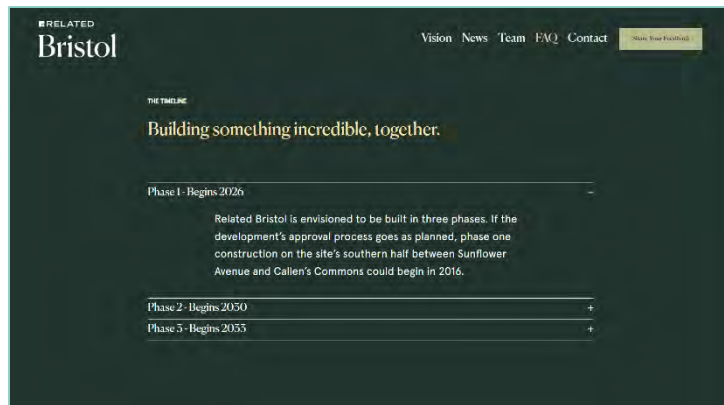 RELATED
Bristol
Vision News Team FAQ Contact
Share Your Feedback
THE TIMELINE
Building something incredible, together.
Phase 1 - Begins 2026 –
Related Bristol is envisioned to be built in three phases. If the
development's approval process goes as planned, phase one
construction on the site's southern half between Sunflower
Avenue and Callen's Commons could begin in 2016.
Phase 2 - Begins 2030 +
Phase 3 - Begins 2033 +